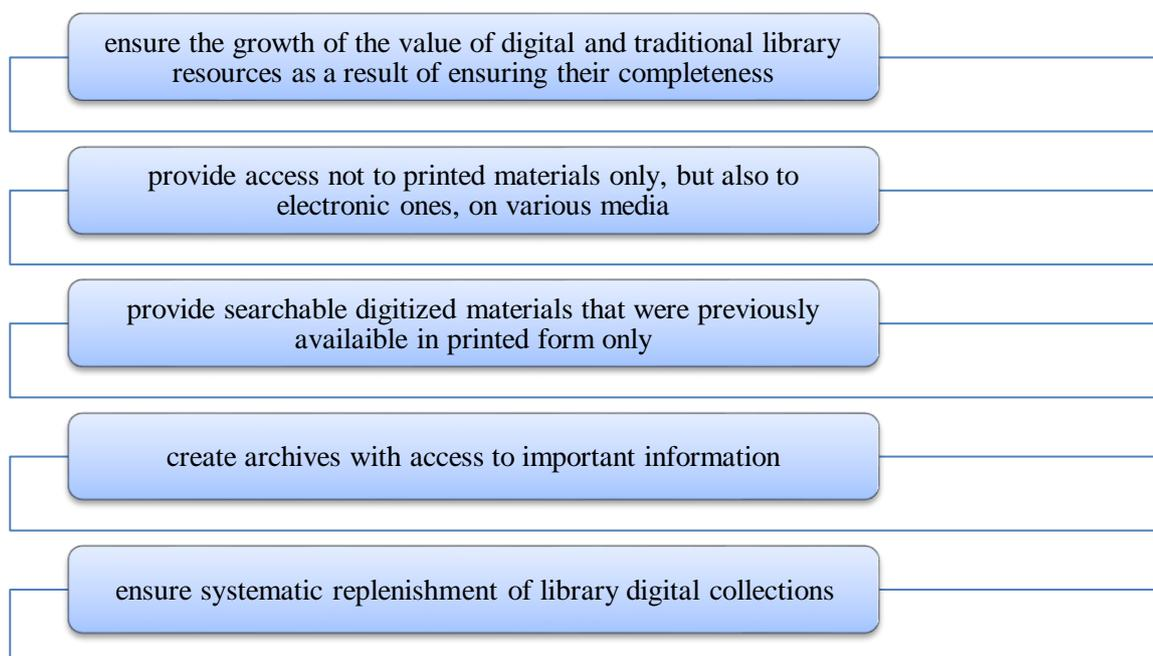 ensure the growth of the value of digital and traditional library
resources as a result of ensuring their completeness
provide access not to printed materials only, but also to
electronic ones, on various media
provide searchable digitized materials that were previously
availaible in printed form only
create archives with access to important information
ensure systematic replenishment of library digital collections